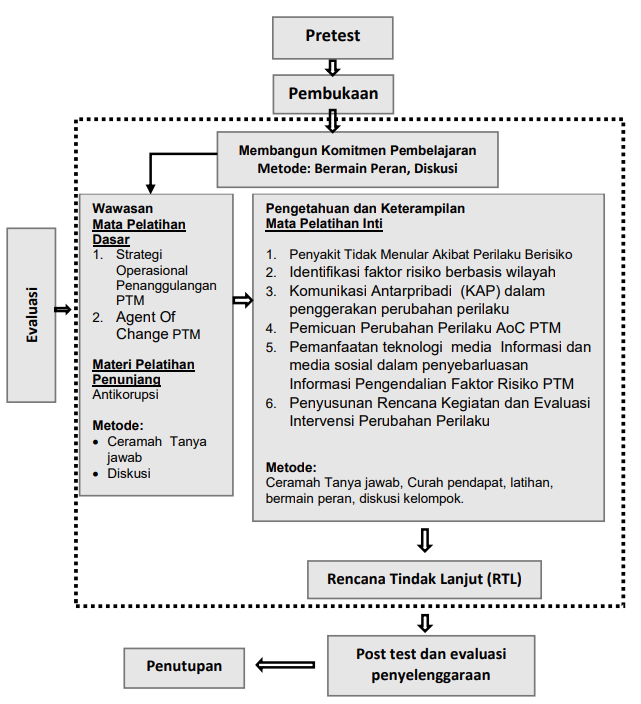 Pretest
Pembukaan
Membangun Komitmen Pembelajaran
Metode: Bermain Peran, Diskusi
Evaluasi
Wawasan
Mata Pelatihan
Dasar
1. Strategi
Operasional
Penanggulangan
PTM
2. Agent Of
Change PTM
Materi Pelatihan
Penunjang
Antikorupsi
Metode:
• Ceramah Tanya
jawab
• Diskusi
Pengetahuan dan Keterampilan
Mata Pelatihan Inti
1. Penyakit Tidak Menular Akibat Perilaku Berisiko
2. Identifikasi faktor risiko berbasis wilayah
3. Komunikasi Antarpribadi (KAP) dalam
penggerakan perubahan perilaku
4. Pemicuan Perubahan Perilaku AoC PTM
5. Pemanfaatan teknologi media Informasi dan
media sosial dalam penyebarluasan
Informasi Pengendalian Faktor Risiko PTM
6. Penyusunan Rencana Kegiatan dan Evaluasi
Intervensi Perubahan Perilaku
Metode:
Ceramah Tanya jawab, Curah pendapat, latihan,
bermain peran, diskusi kelompok.
Rencana Tindak Lanjut (RTL)
Post test dan evaluasi
penyelenggaraan
Penutupan